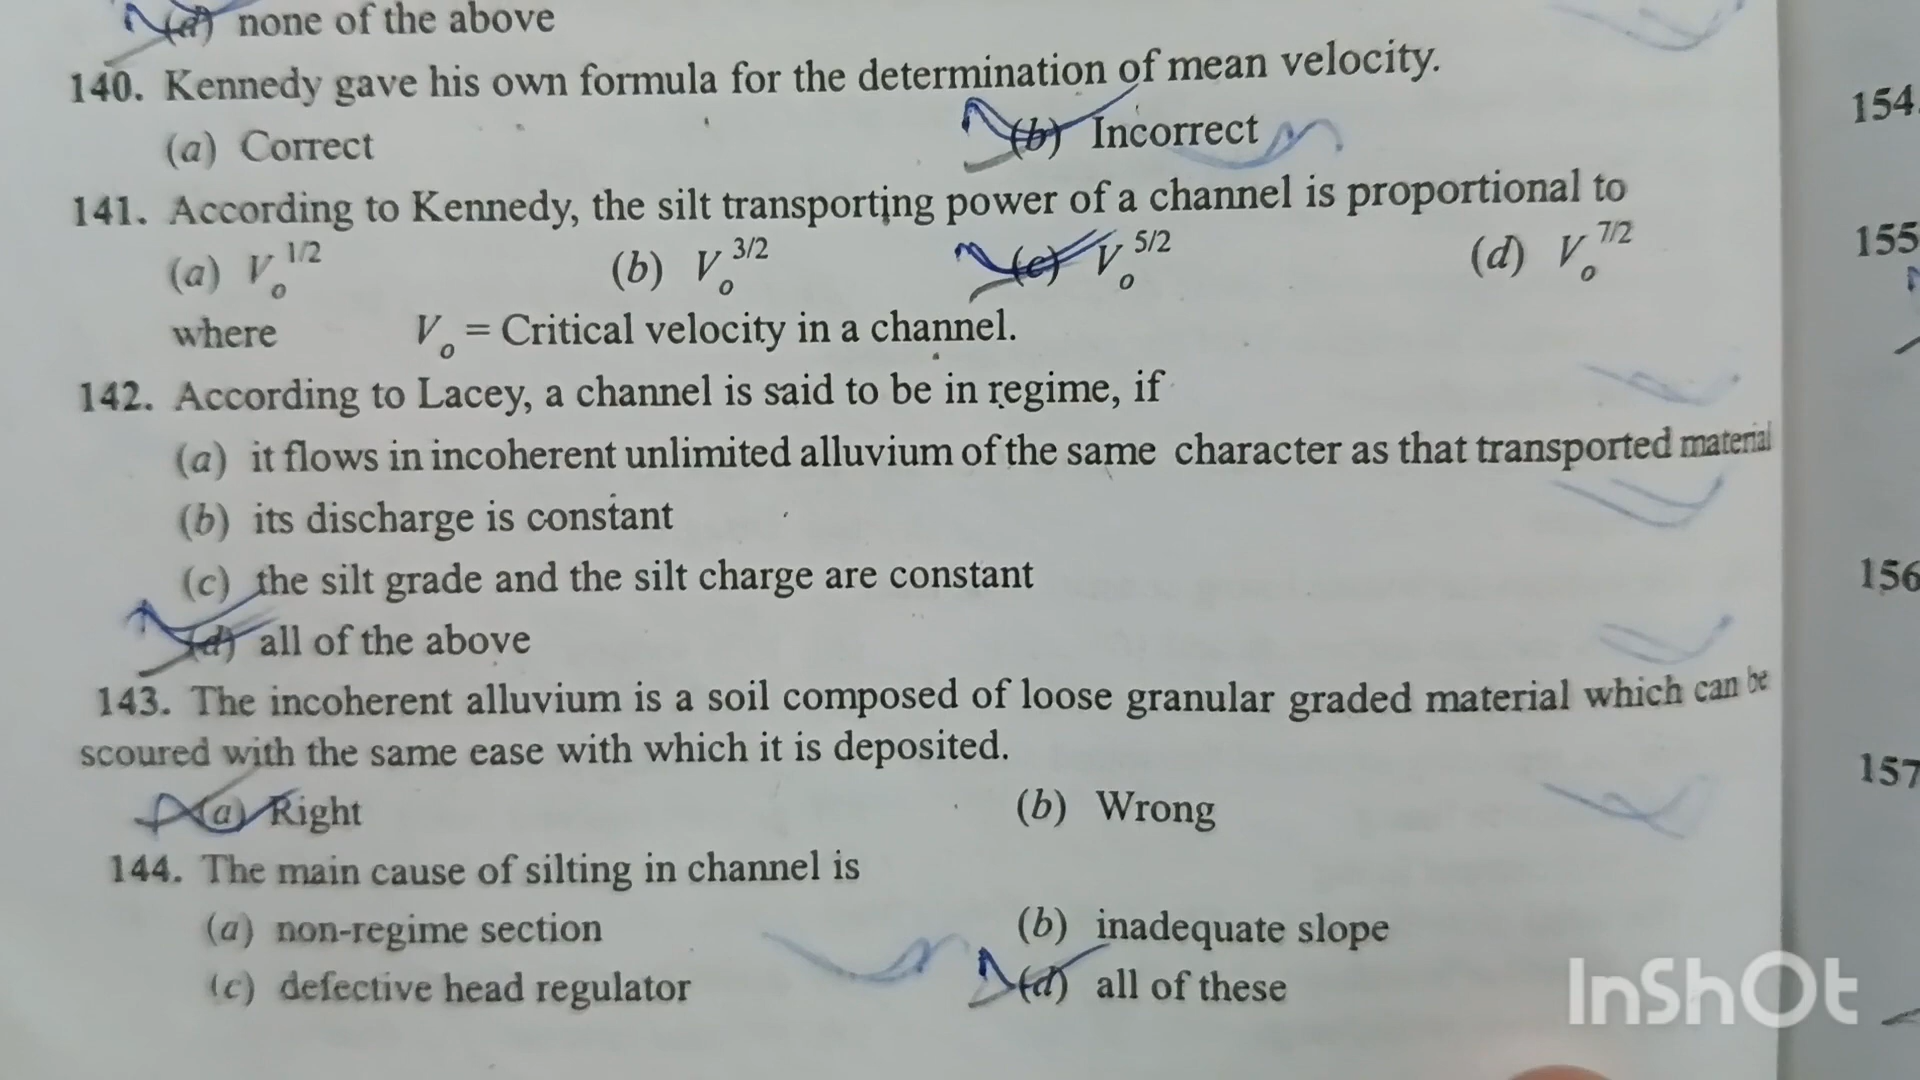 (d) none of the above
140. Kennedy gave his own formula for the determination of mean velocity.
154.
(a) Correct (b) Incorrect
141. According to Kennedy, the silt transporting power of a channel is proportional to
155
(a) V_o^1/2 (b) V_o^3/2 (c) V_o^5/2 (d) V_o^7/2
where V_o = Critical velocity in a channel.
142. According to Lacey, a channel is said to be in regime, if
(a) it flows in incoherent unlimited alluvium of the same character as that transported material
(b) its discharge is constant
(c) the silt grade and the silt charge are constant
156
(d) all of the above
143. The incoherent alluvium is a soil composed of loose granular graded material which can be
scoured with the same ease with which it is deposited.
157
(a) Right (b) Wrong
144. The main cause of silting in channel is
(a) non-regime section (b) inadequate slope
(c) defective head regulator (d) all of these
InShOt